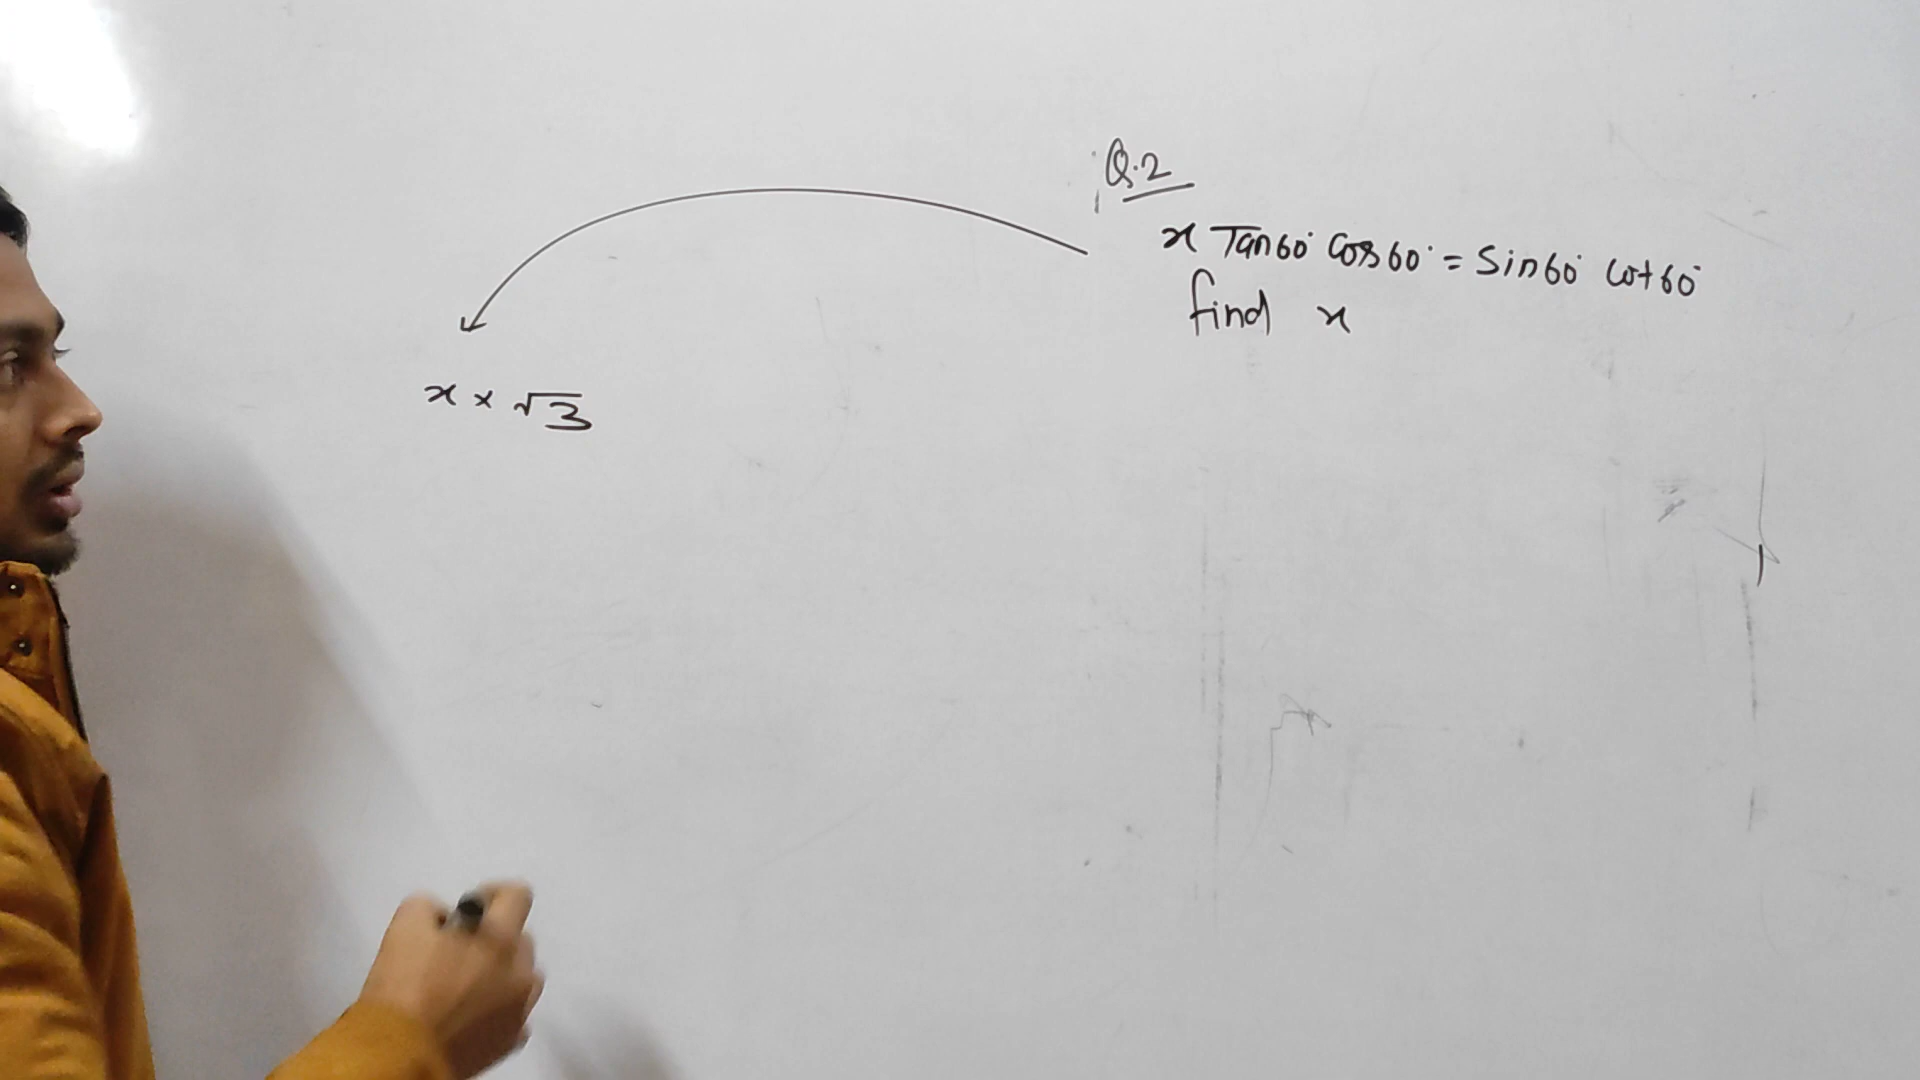 Q.2
x Tan60° Cos60° = Sin60° Cot60°
find x
x × √3